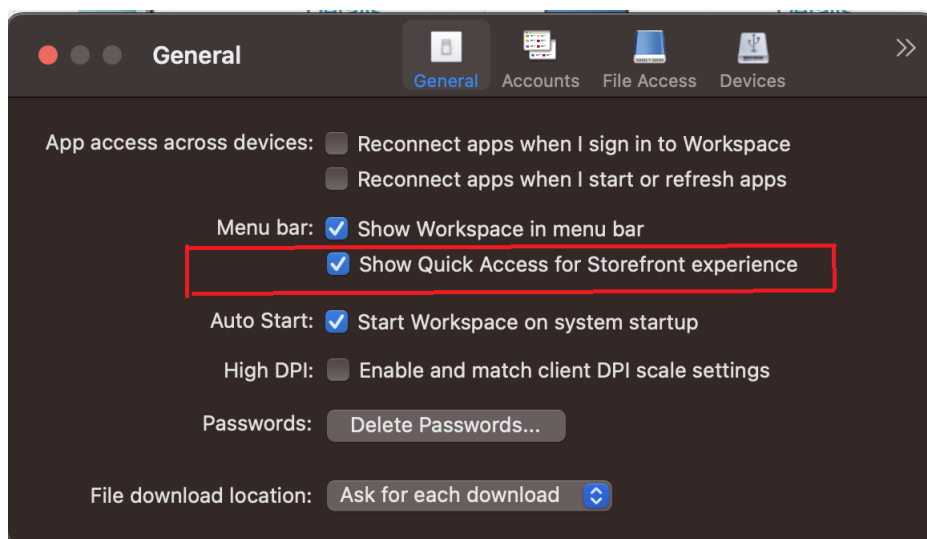 General
General
Accounts
File Access
Devices
App access across devices: Reconnect apps when I sign in to Workspace
Reconnect apps when I start or refresh apps
Menu bar: Show Workspace in menu bar
Show Quick Access for Storefront experience
Auto Start: Start Workspace on system startup
High DPI: Enable and match client DPI scale settings
Passwords: Delete Passwords...
File download location: Ask for each download